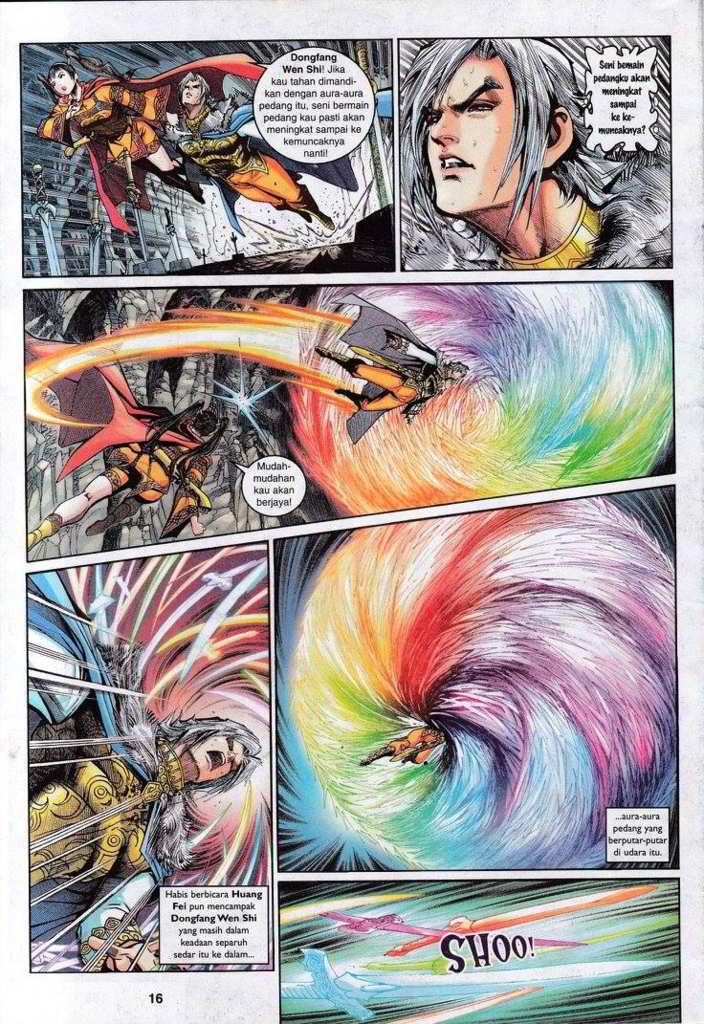 Dongfang
Wen Shi! Jika
kau tahan dimandi-
kan dengan aura-aura
pedang itu, seni bermain
pedang kau pasti akan
meningkat sampai ke
kemuncaknya
nanti!
Seni bemain
pedangku akan
meningkat
sampai
ke ke-
muncaknya?
Mudah-
mudahan
kau akan
berjaya!
Habis berbicara Huang
Fei pun mencampak
Dongfang Wen Shi
yang masih dalam
keadaan separuh
sedar itu ke dalam...
...aura-aura
pedang yang
berputar-putar
di udara itu.
SHOO!
16